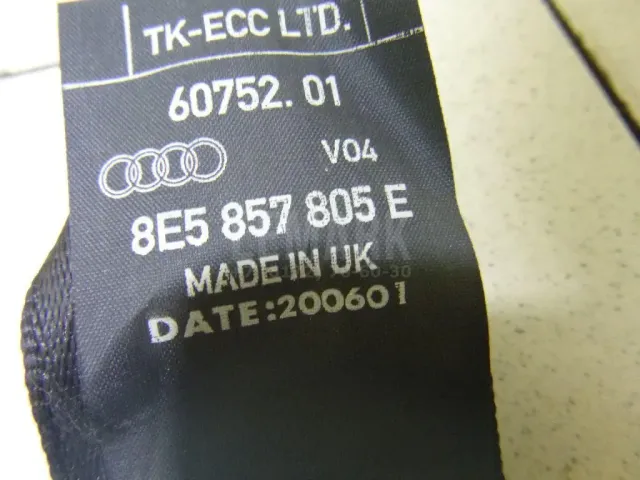 TK-ECC LTD.
60752.01
V04
8E5 857 805 E
MADE IN UK
DATE:200601